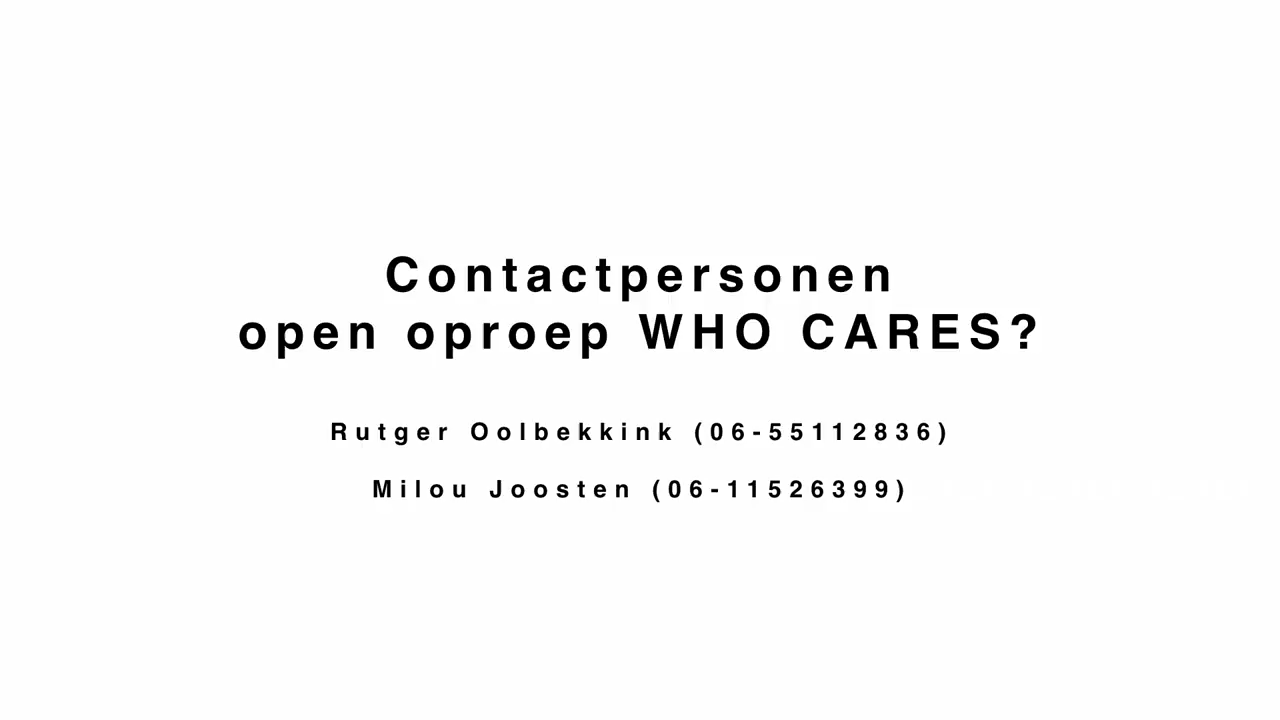 Contactpersonen
open oproep WHO CARES?
Rutger Oolbekkink (06-55112836)
Milou Joosten (06-11526399)